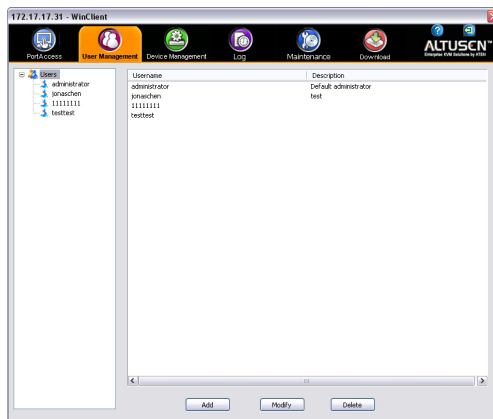 172.17.17.31 - WinClient
PortAccess
User Management
Device Management
Log
Maintenance
Download
ALTUSEN™
Enterprise KVM Solutions by ATEN
Users
administrator
jonaschen
11111111
testtest
Username Description
administrator Default administrator
jonaschen test
11111111
testtest
Add Modify Delete